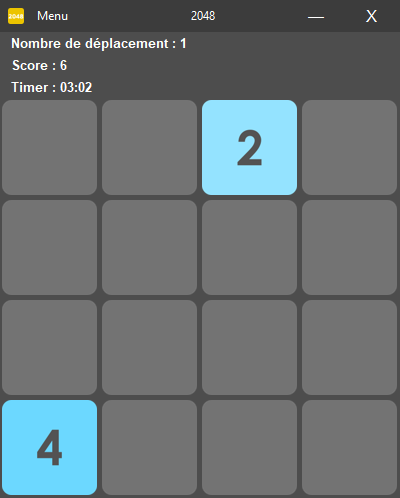 2048 Menu 2048 — X
Nombre de déplacement : 1
Score : 6
Timer : 03:02
2
4